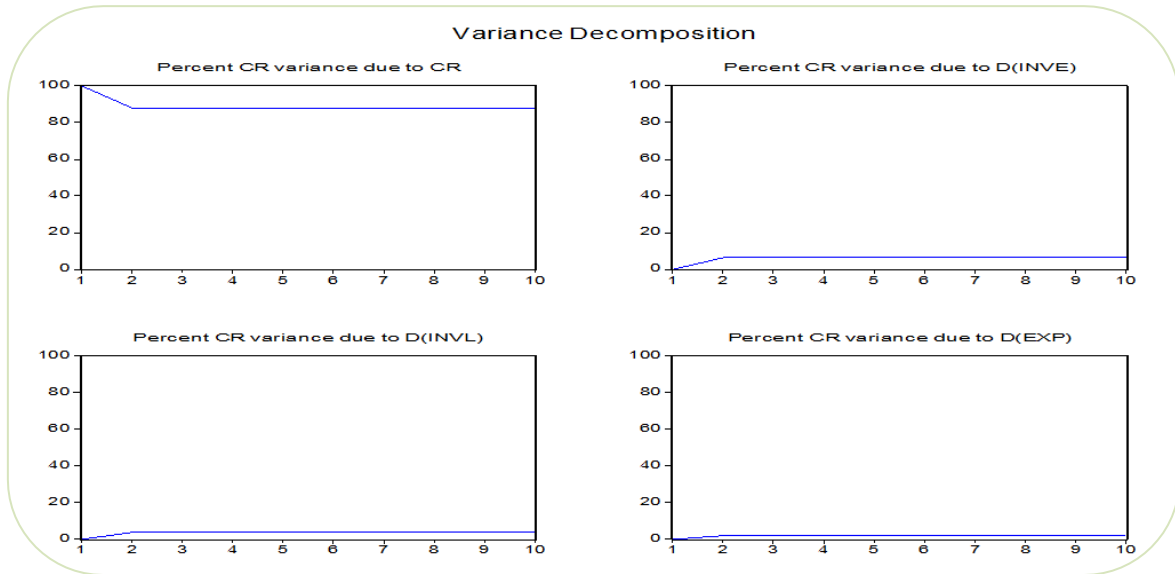 Variance Decomposition
Percent CR variance due to CR
100
80
60
40
20
0
1 2 3 4 5 6 7 8 9 10
Percent CR variance due to D(INVE)
100
80
60
40
20
0
1 2 3 4 5 6 7 8 9 10
Percent CR variance due to D(INVL)
100
80
60
40
20
0
1 2 3 4 5 6 7 8 9 10
Percent CR variance due to D(EXP)
100
80
60
40
20
0
1 2 3 4 5 6 7 8 9 10